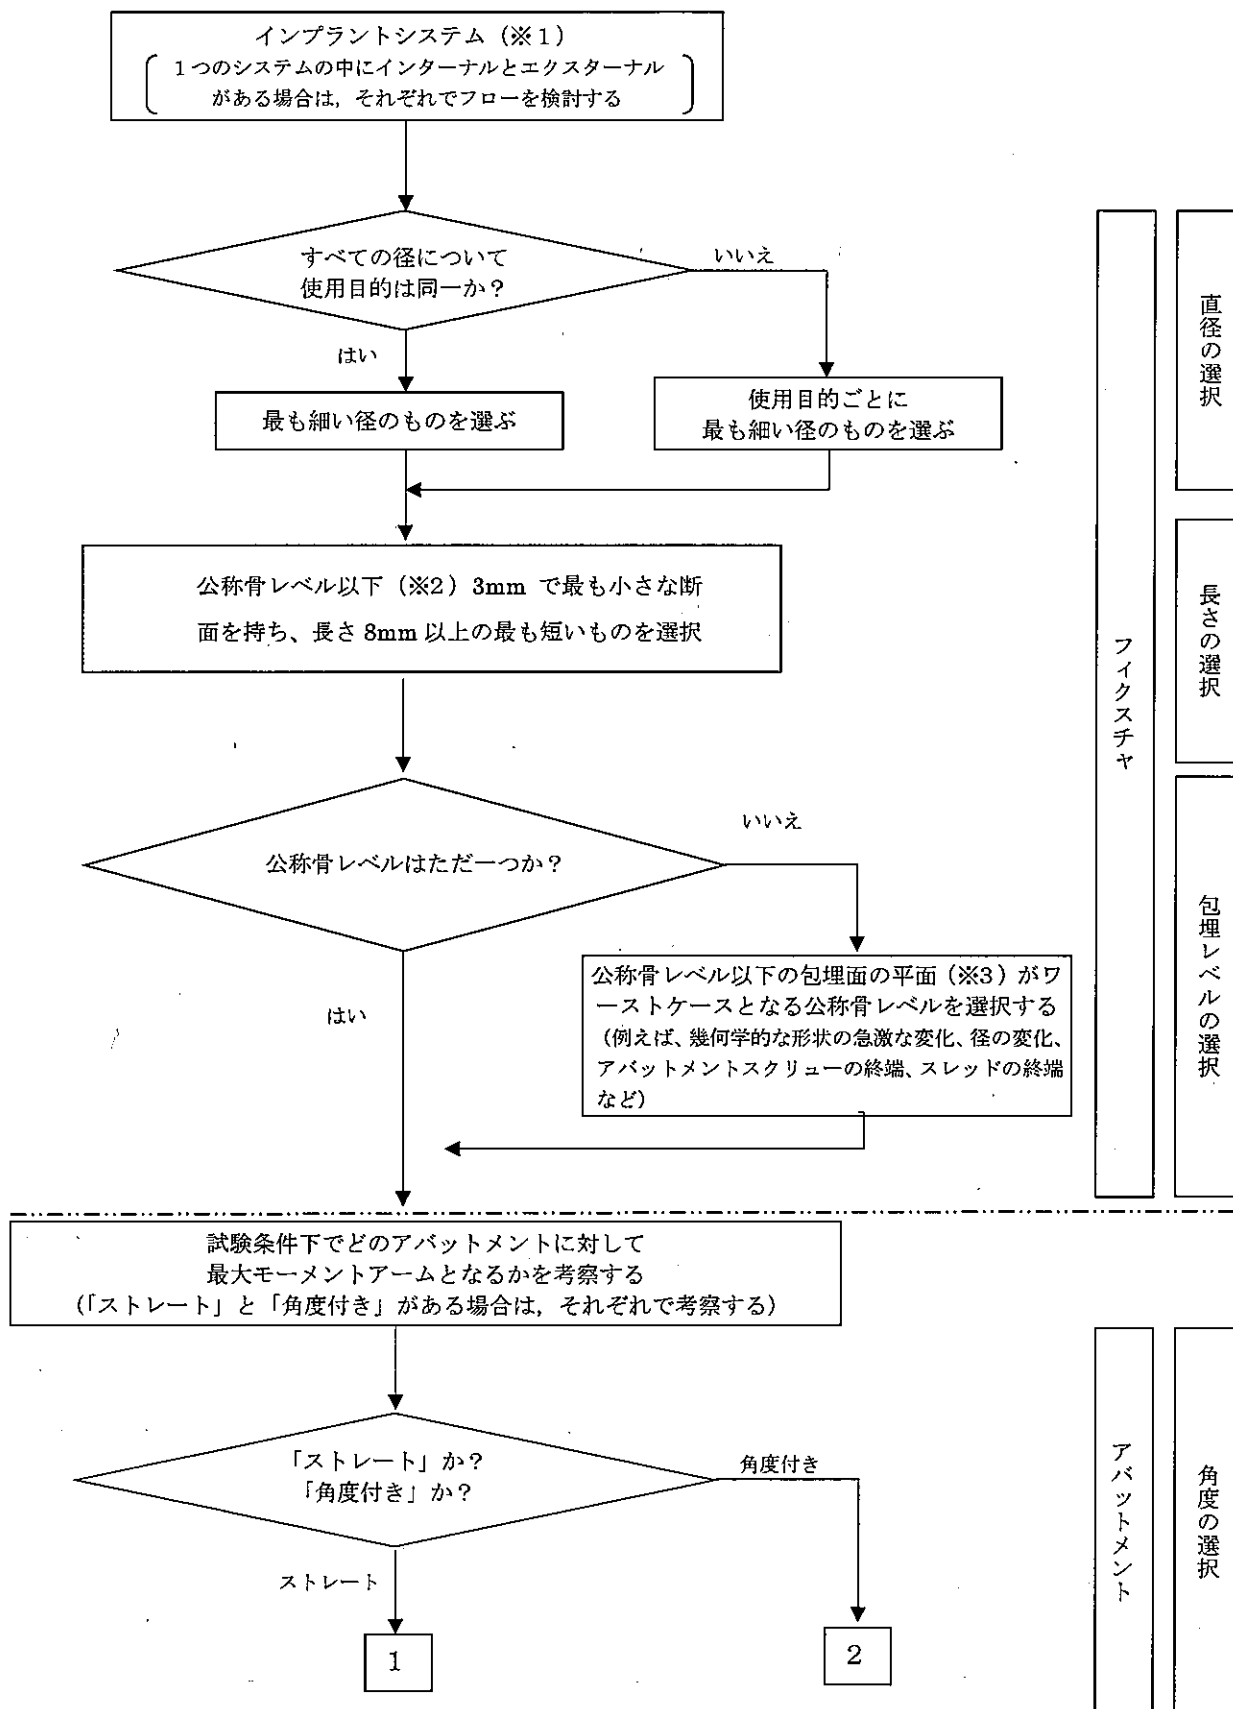 インプラントシステム（※１）
１つのシステムの中にインターナルとエクスターナル
がある場合は，それぞれでフローを検討する
すべての径について
使用目的は同一か？
いいえ
はい
最も細い径のものを選ぶ
使用目的ごとに
最も細い径のものを選ぶ
直径の選択
公称骨レベル以下（※2）3mm で最も小さな断
面を持ち、長さ 8mm 以上の最も短いものを選択
長さの選択
フィクスチャ
公称骨レベルはただ一つか？
いいえ
はい
公称骨レベル以下の包埋面の平面（※3）がワ
ーストケースとなる公称骨レベルを選択する
（例えば、幾何学的な形状の急激な変化、径の変化、
アバットメントスクリューの終端、スレッドの終端
など）
包埋レベルの選択
試験条件下でどのアバットメントに対して
最大モーメントアームとなるかを考察する
（「ストレート」と「角度付き」がある場合は，それぞれで考察する）
「ストレート」か？
「角度付き」か？
角度付き
ストレート
1
2
アバットメント
角度の選択